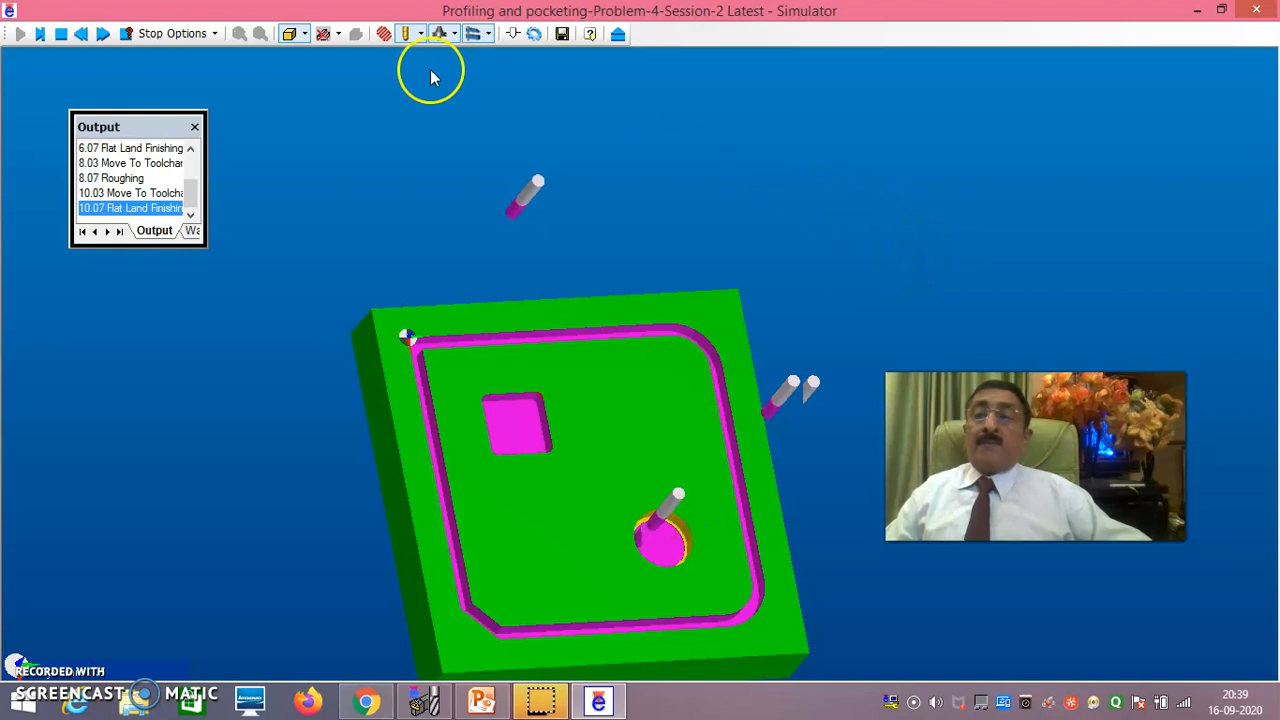 Profiling and pocketing-Problem-4-Session-2 Latest - Simulator
Stop Options
Output
6.07 Flat Land Finishing
8.03 Move To Toolchar
8.07 Roughing
10.03 Move To Toolcha
10.07 Flat Land Finishin
Output
Wa
RECORDED WITH
SCREENCAST MATIC
lenovo
20:39
16-09-2020